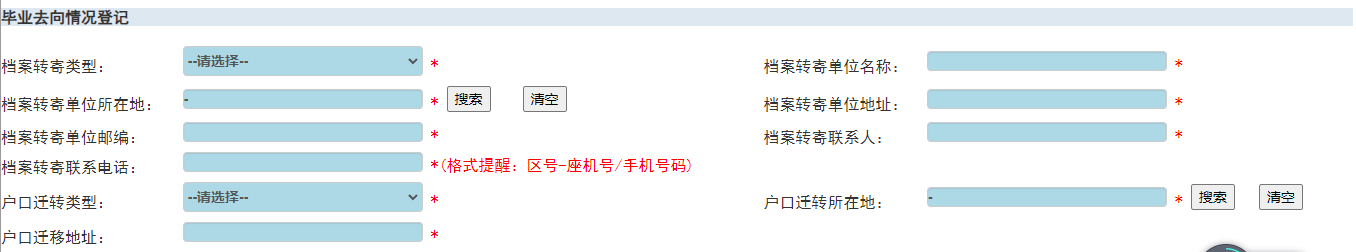 毕业去向情况登记
档案转寄类型： --请选择-- * 档案转寄单位名称： *
档案转寄单位所在地： - * 搜索 清空 档案转寄单位地址： *
档案转寄单位邮编： * 档案转寄联系人： *
档案转寄联系电话： *(格式提醒：区号-座机号/手机号码)
户口迁转类型： --请选择-- * 户口迁转所在地： - * 搜索 清空
户口迁移地址： *